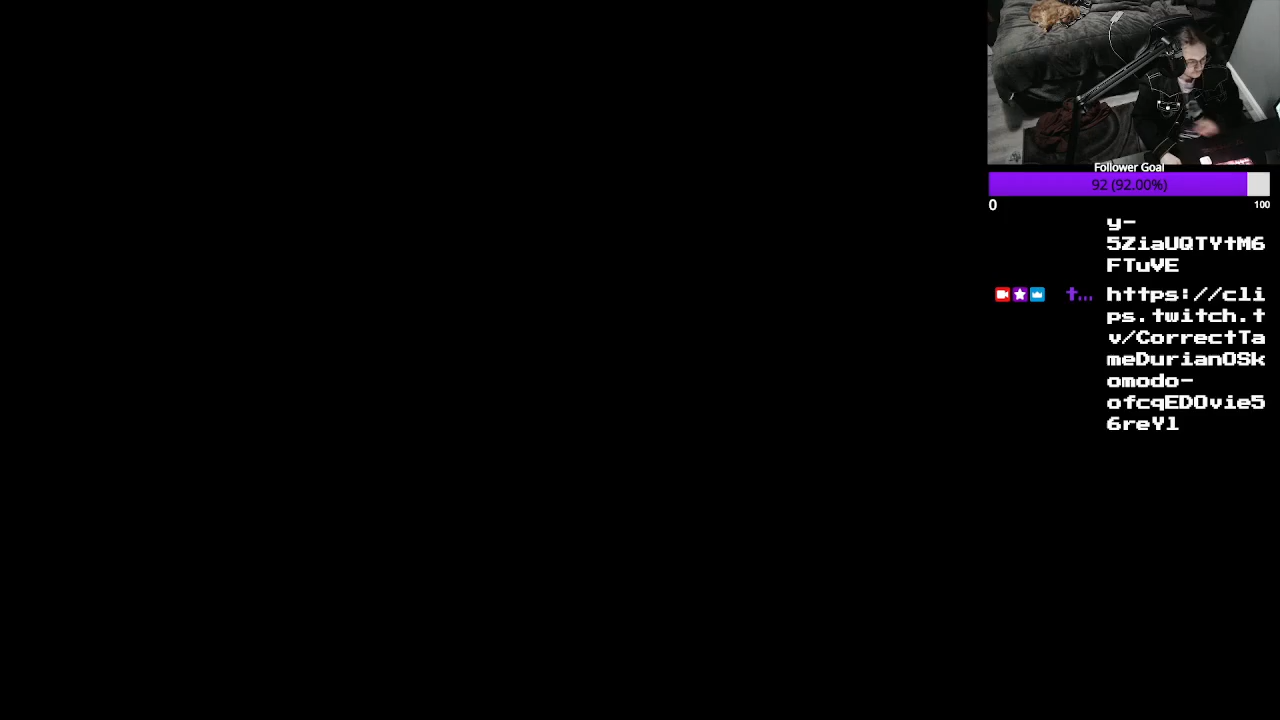 Follower Goal
92 (92.00%)
0
100
y-
5ZiaUQTYtM6
FTuVE
t...
https://cli
ps.twitch.t
v/CorrectTa
meDurianOSk
omodo-
ofcqEDOvie5
6reYl